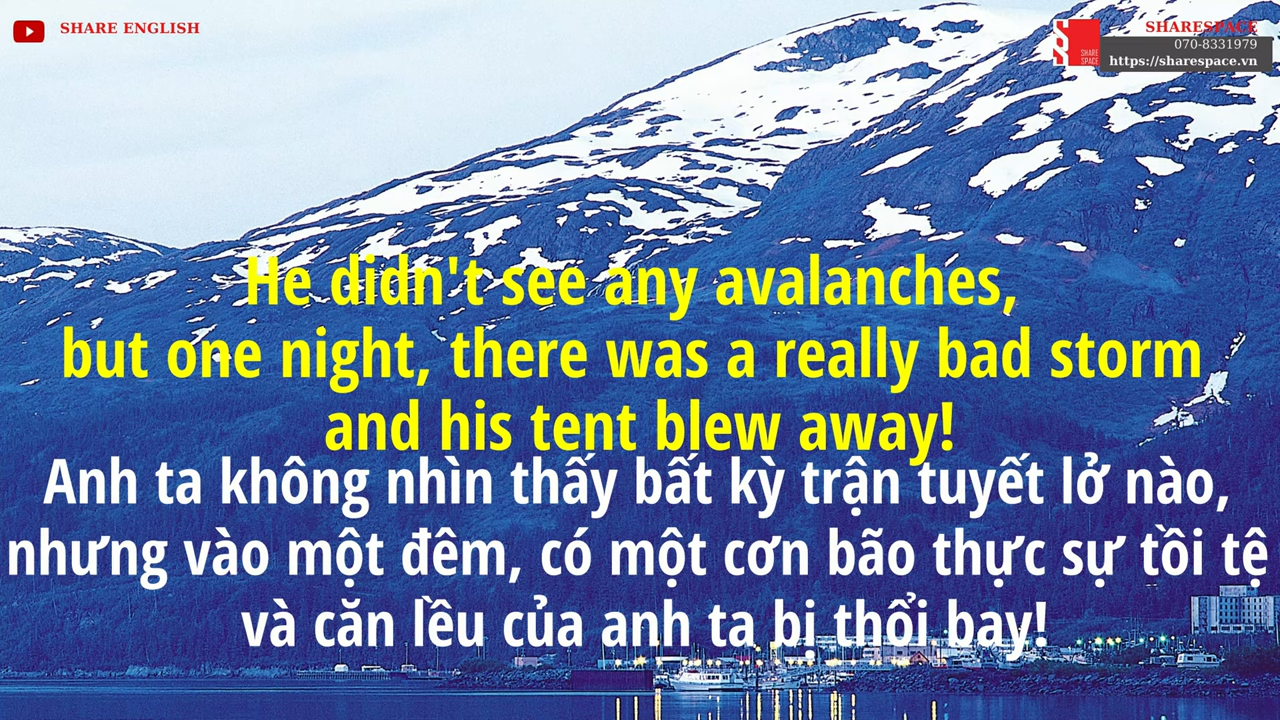 SHARE ENGLISH
SHARESPACE
070-8331979
https://sharespace.vn
SHARE
SPACE
He didn't see any avalanches,
but one night, there was a really bad storm
and his tent blew away!
Anh ta không nhìn thấy bất kỳ trận tuyết lở nào,
nhưng vào một đêm, có một cơn bão thực sự tồi tệ
và căn lều của anh ta bị thổi bay!